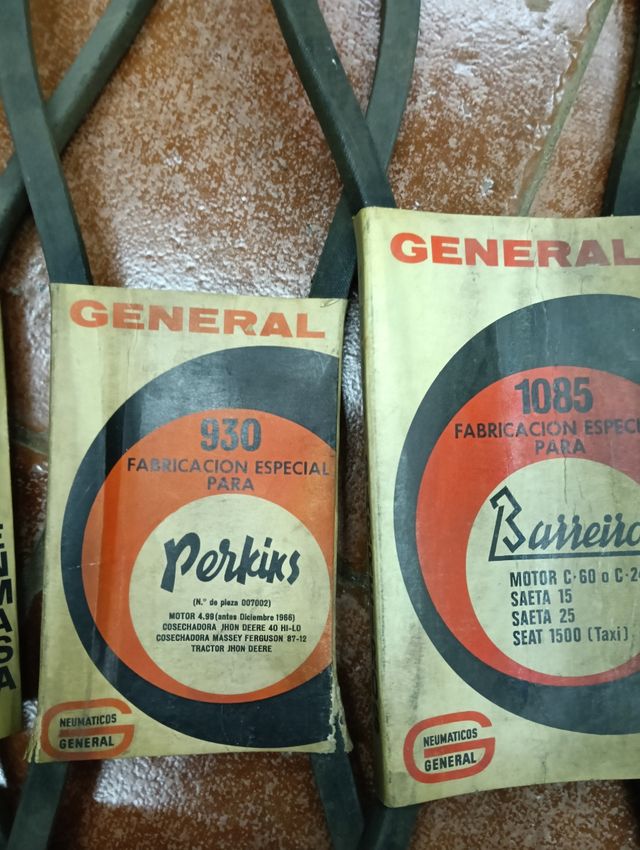 GENERAL
930
FABRICACION ESPECIAL
PARA
Perkins
(N.º de pieza 007002)
MOTOR 4.99 (antes Diciembre 1966)
COSECHADORA JHON DEERE 40 HI-LO
COSECHADORA MASSEY FERGUSON 87-12
TRACTOR JHON DEERE
NEUMATICOS
GENERAL
GENERAL
1085
FABRICACION ESPECI
PARA
Barreiro
MOTOR C-60 o C-2
SAETA 15
SAETA 25
SEAT 1500 (Taxi)
NEUMATICOS
GENERAL
ENMASA